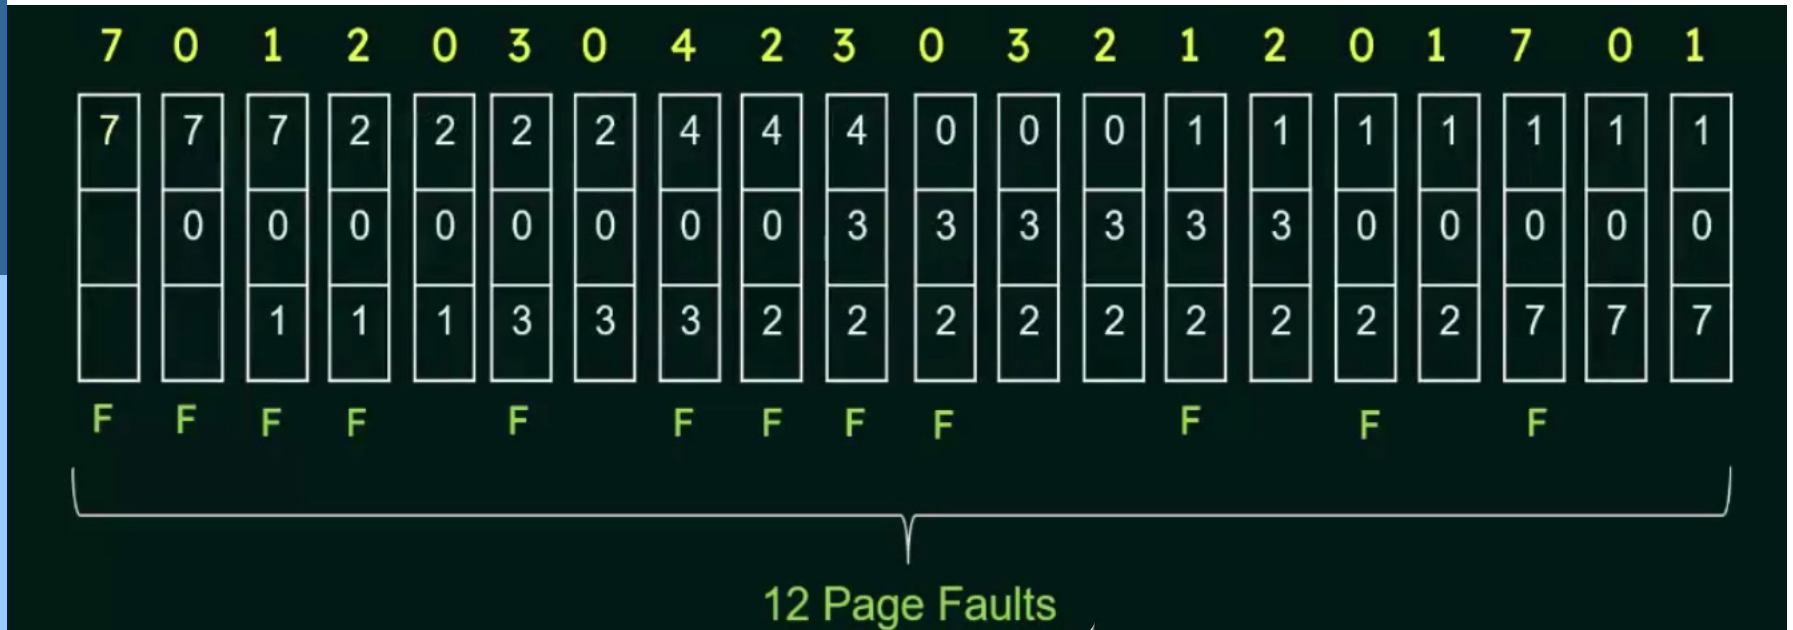 7 0 1 2 0 3 0 4 2 3 0 3 2 1 2 0 1 7 0 1
7 7 7 2 2 2 2 4 4 4 0 0 0 1 1 1 1 1 1 1
0 0 0 0 0 0 0 0 3 3 3 3 3 3 0 0 0 0 0
1 1 1 3 3 3 2 2 2 2 2 2 2 2 2 7 7 7
F F F F F F F F F F F F
12 Page Faults